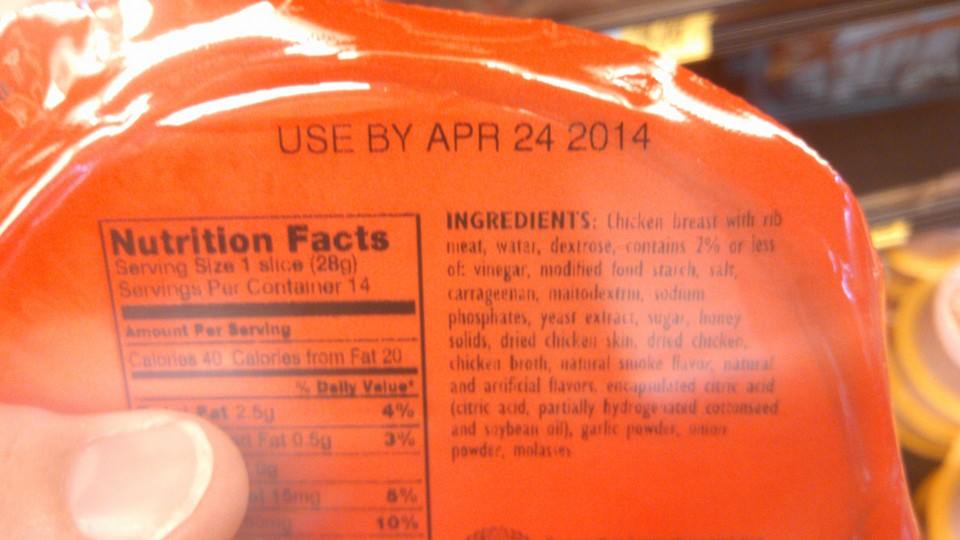 USE BY APR 24 2014
Nutrition Facts
Serving Size 1 slice (28g)
Servings Per Container 14
Amount Per Serving
Calories 40 Calories from Fat 20
% Daily Value*
Fat 2.5g 4%
Fat 0.5g 3%
0g
15mg 5%
10%
INGREDIENTS: Chicken breast with rib
meat, water, dextrose, contains 2% or less
of: vinegar, modified food starch, salt,
carrageenan, maltodextrin, sodium
phosphates, yeast extract, sugar, honey
solids, dried chicken skin, dried chicken,
chicken broth, natural smoke flavor, natural
and artificial flavors, encapsulated citric acid
(citric acid, partially hydrogenated cottonseed
and soybean oil), garlic powder, onion
powder, molasses